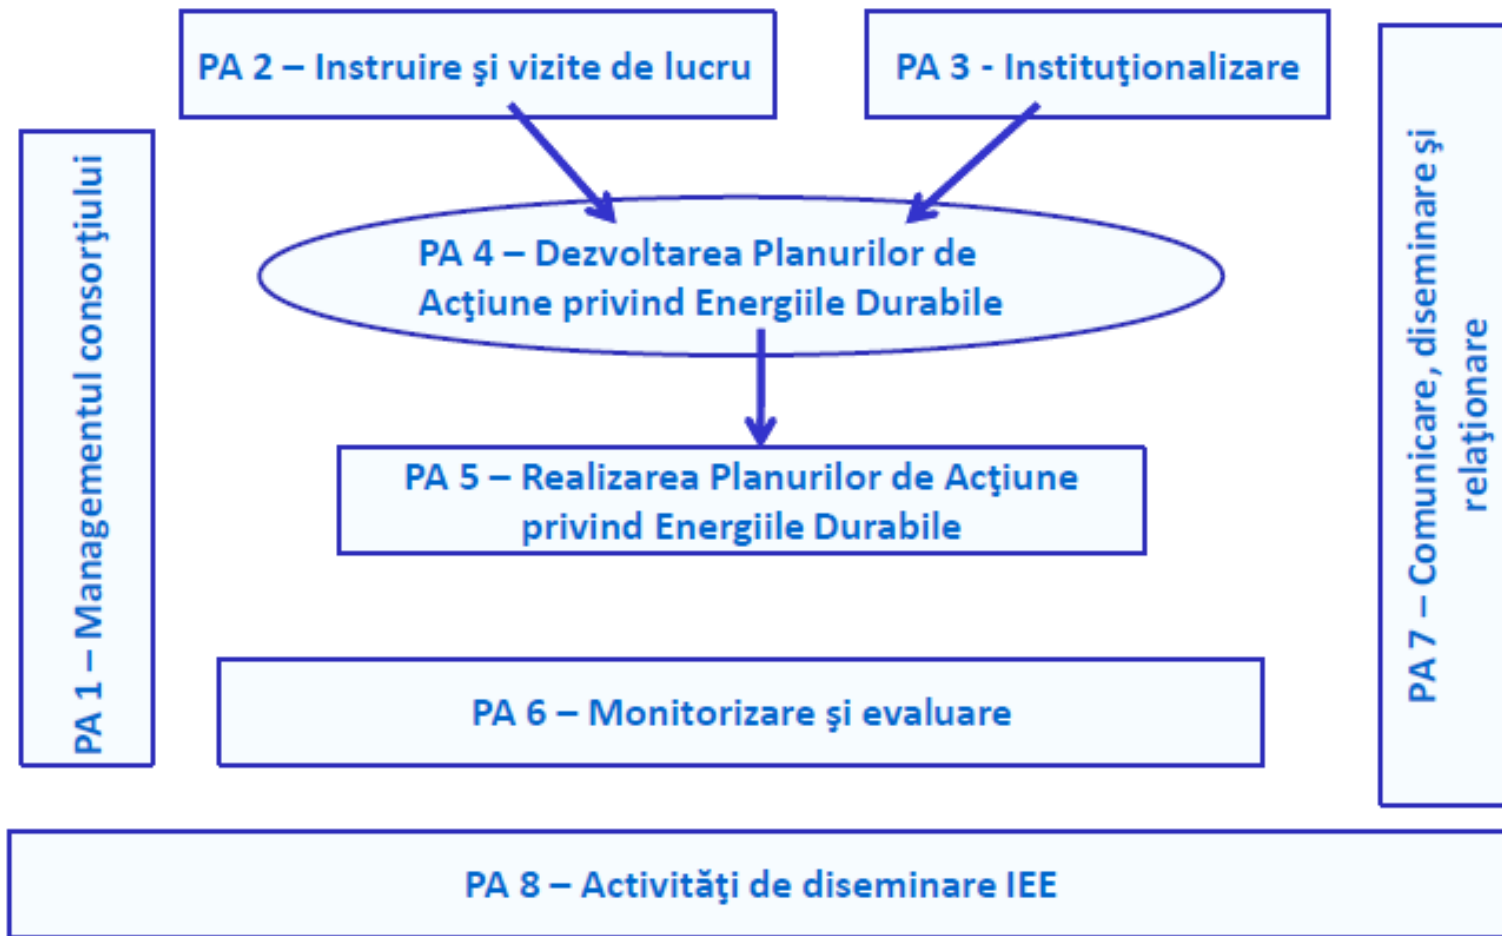 PA 2 – Instruire şi vizite de lucru
PA 3 - Instituţionalizare
PA 1 – Managementul consorţiului
PA 4 – Dezvoltarea Planurilor de
Acţiune privind Energiile Durabile
PA 5 – Realizarea Planurilor de Acţiune
privind Energiile Durabile
PA 6 – Monitorizare şi evaluare
PA 7 – Comunicare, diseminare şi
relaţionare
PA 8 – Activităţi de diseminare IEE